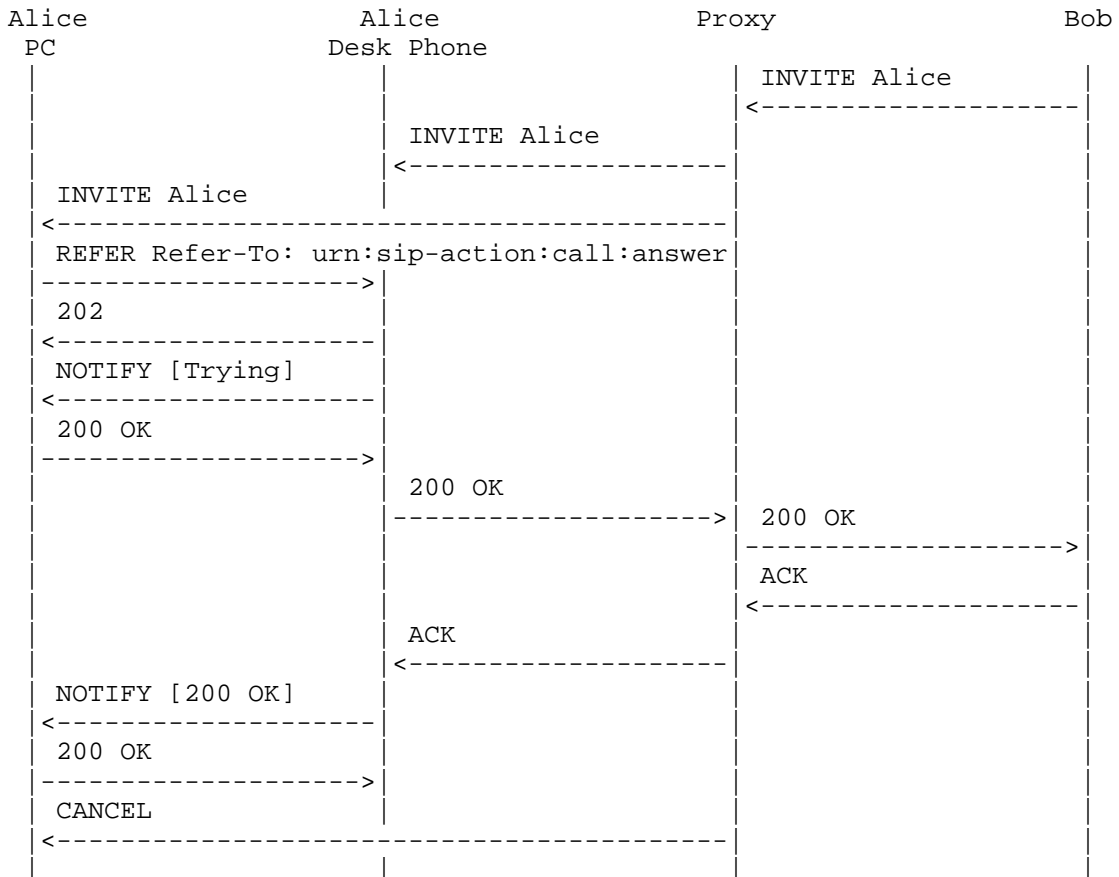 Alice Alice Proxy Bob
PC Desk Phone
INVITE Alice
INVITE Alice
INVITE Alice
REFER Refer-To: urn:sip-action:call:answer
202
NOTIFY [Trying]
200 OK
200 OK
200 OK
ACK
ACK
NOTIFY [200 OK]
200 OK
CANCEL